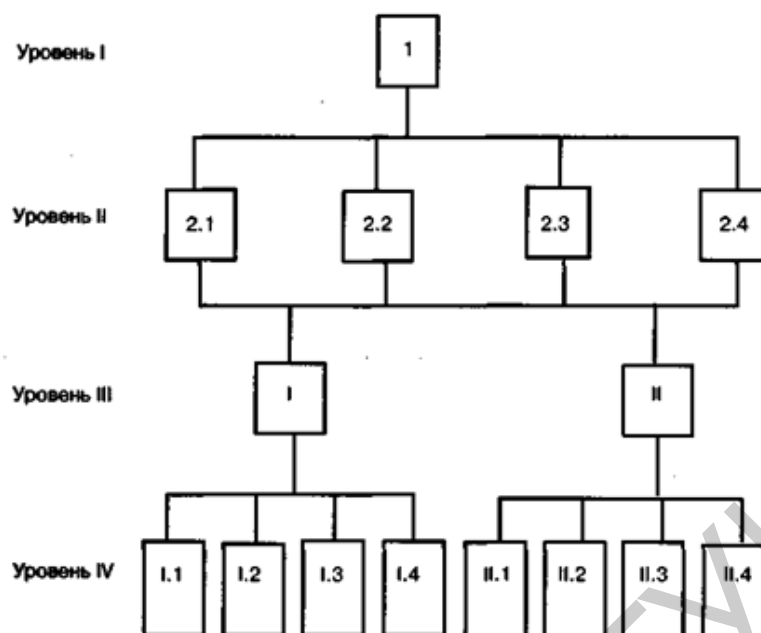 Уровень I
1
Уровень II
2.1 2.2 2.3 2.4
Уровень III
I II
Уровень IV
I.1 I.2 I.3 I.4 II.1 II.2 II.3 II.4